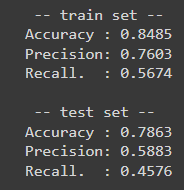 -- train set --
Accuracy : 0.8485
Precision: 0.7603
Recall.  : 0.5674
-- test set --
Accuracy : 0.7863
Precision: 0.5883
Recall.  : 0.4576